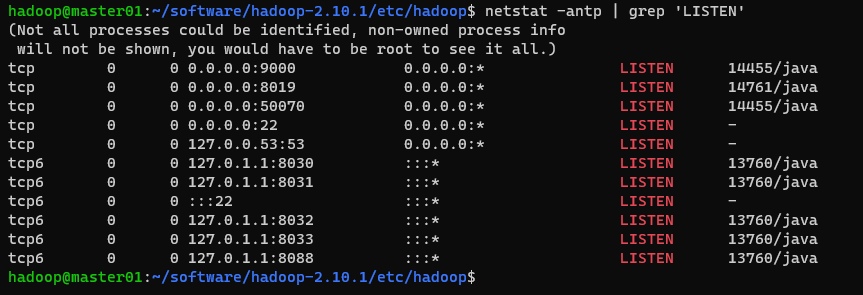 hadoop@master01:~/software/hadoop-2.10.1/etc/hadoop$ netstat -antp | grep 'LISTEN'
(Not all processes could be identified, non-owned process info
 will not be shown, you would have to be root to see it all.)
tcp        0      0 0.0.0.0:9000            0.0.0.0:*               LISTEN      14455/java
tcp        0      0 0.0.0.0:8019            0.0.0.0:*               LISTEN      14761/java
tcp        0      0 0.0.0.0:50070           0.0.0.0:*               LISTEN      14455/java
tcp        0      0 0.0.0.0:22              0.0.0.0:*               LISTEN      -
tcp        0      0 127.0.0.53:53           0.0.0.0:*               LISTEN      -
tcp6       0      0 127.0.1.1:8030          :::*                    LISTEN      13760/java
tcp6       0      0 127.0.1.1:8031          :::*                    LISTEN      13760/java
tcp6       0      0 :::22                   :::*                    LISTEN      -
tcp6       0      0 127.0.1.1:8032          :::*                    LISTEN      13760/java
tcp6       0      0 127.0.1.1:8033          :::*                    LISTEN      13760/java
tcp6       0      0 127.0.1.1:8088          :::*                    LISTEN      13760/java
hadoop@master01:~/software/hadoop-2.10.1/etc/hadoop$